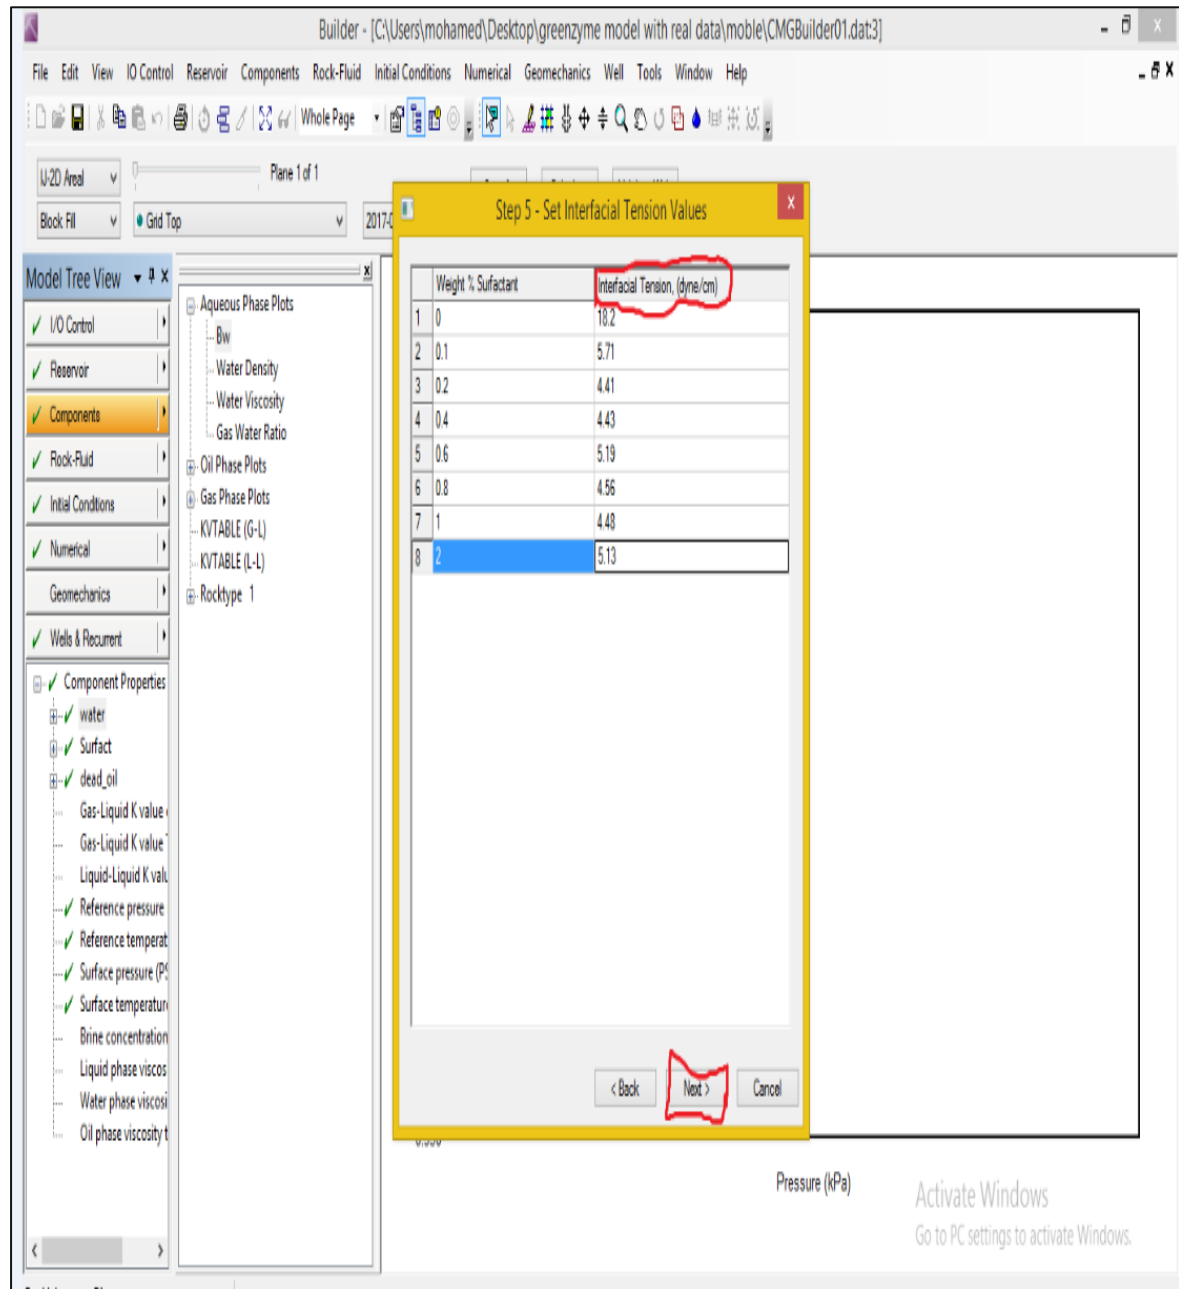 Builder - [C:\Users\mohamed\Desktop\greenzyme model with real data\moble\CMGBuilder01.dat:3]
File Edit View IO Control Reservoir Components Rock-Fluid Initial Conditions Numerical Geomechanics Well Tools Window Help
Whole Page
IJ-2D Areal
Plane 1 of 1
Block Fill
Grid Top
2017-0
Model Tree View
I/O Control
Reservoir
Components
Rock-Fluid
Initial Conditions
Numerical
Geomechanics
Wells & Recurrent
Component Properties
water
Surfact
dead_oil
Gas-Liquid K value
Gas-Liquid K value
Liquid-Liquid K valu
Reference pressure
Reference temperat
Surface pressure (PS
Surface temperature
Brine concentration
Liquid phase viscos
Water phase viscosi
Oil phase viscosity t
Aqueous Phase Plots
Bw
Water Density
Water Viscosity
Gas Water Ratio
Oil Phase Plots
Gas Phase Plots
KVTABLE (G-L)
KVTABLE (L-L)
Rocktype 1
Step 5 - Set Interfacial Tension Values
Weight % Surfactant Interfacial Tension, (dyne/cm)
1 0 18.2
2 0.1 5.71
3 0.2 4.41
4 0.4 4.43
5 0.6 5.19
6 0.8 4.56
7 1 4.48
8 2 5.13
< Back Next > Cancel
Pressure (kPa)
Activate Windows
Go to PC settings to activate Windows.